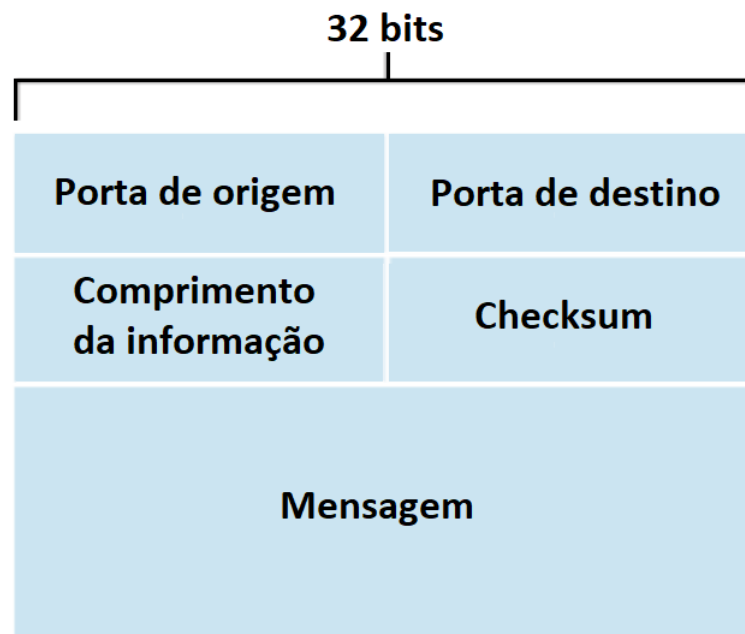 32 bits
Porta de origem
Porta de destino
Comprimento
da informação
Checksum
Mensagem